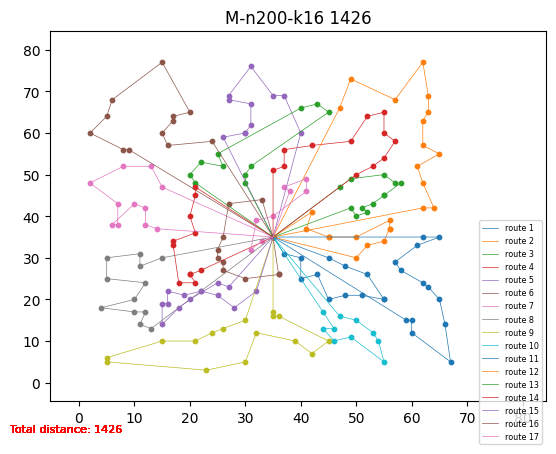 M-n200-k16 1426
80
70
60
50
40
30
20
10
0
0 10 20 30 40 50 60 70 80
route 1
route 2
route 3
route 4
route 5
route 6
route 7
route 8
route 9
route 10
route 11
route 12
route 13
route 14
route 15
route 16
route 17
Total distance: 1426